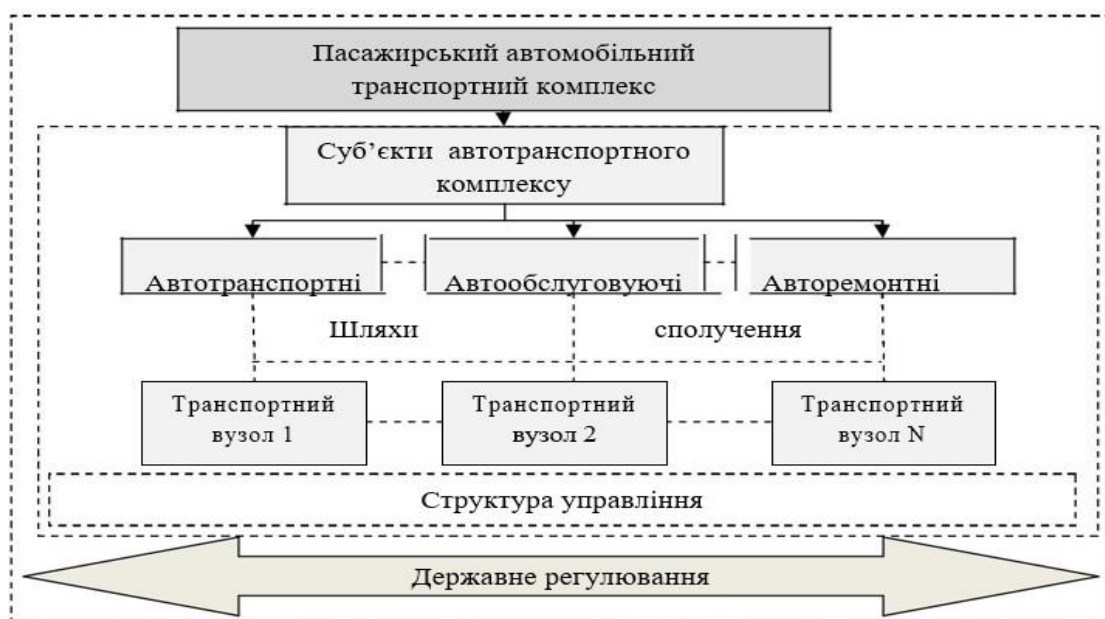 Пасажирський автомобільний
транспортний комплекс
Суб’єкти автотранспортного
комплексу
Автотранспортні Автообслуговуючі Авторемонтні
Шляхи сполучення
Транспортний
вузол 1
Транспортний
вузол 2
Транспортний
вузол N
Структура управління
Державне регулювання